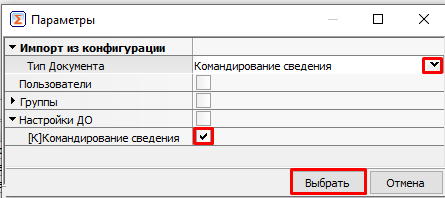 Параметры
Импорт из конфигурации
Тип Документа Командирование сведения
Пользователи
Группы
Настройки ДО
[К]Командирование сведения
Выбрать Отмена